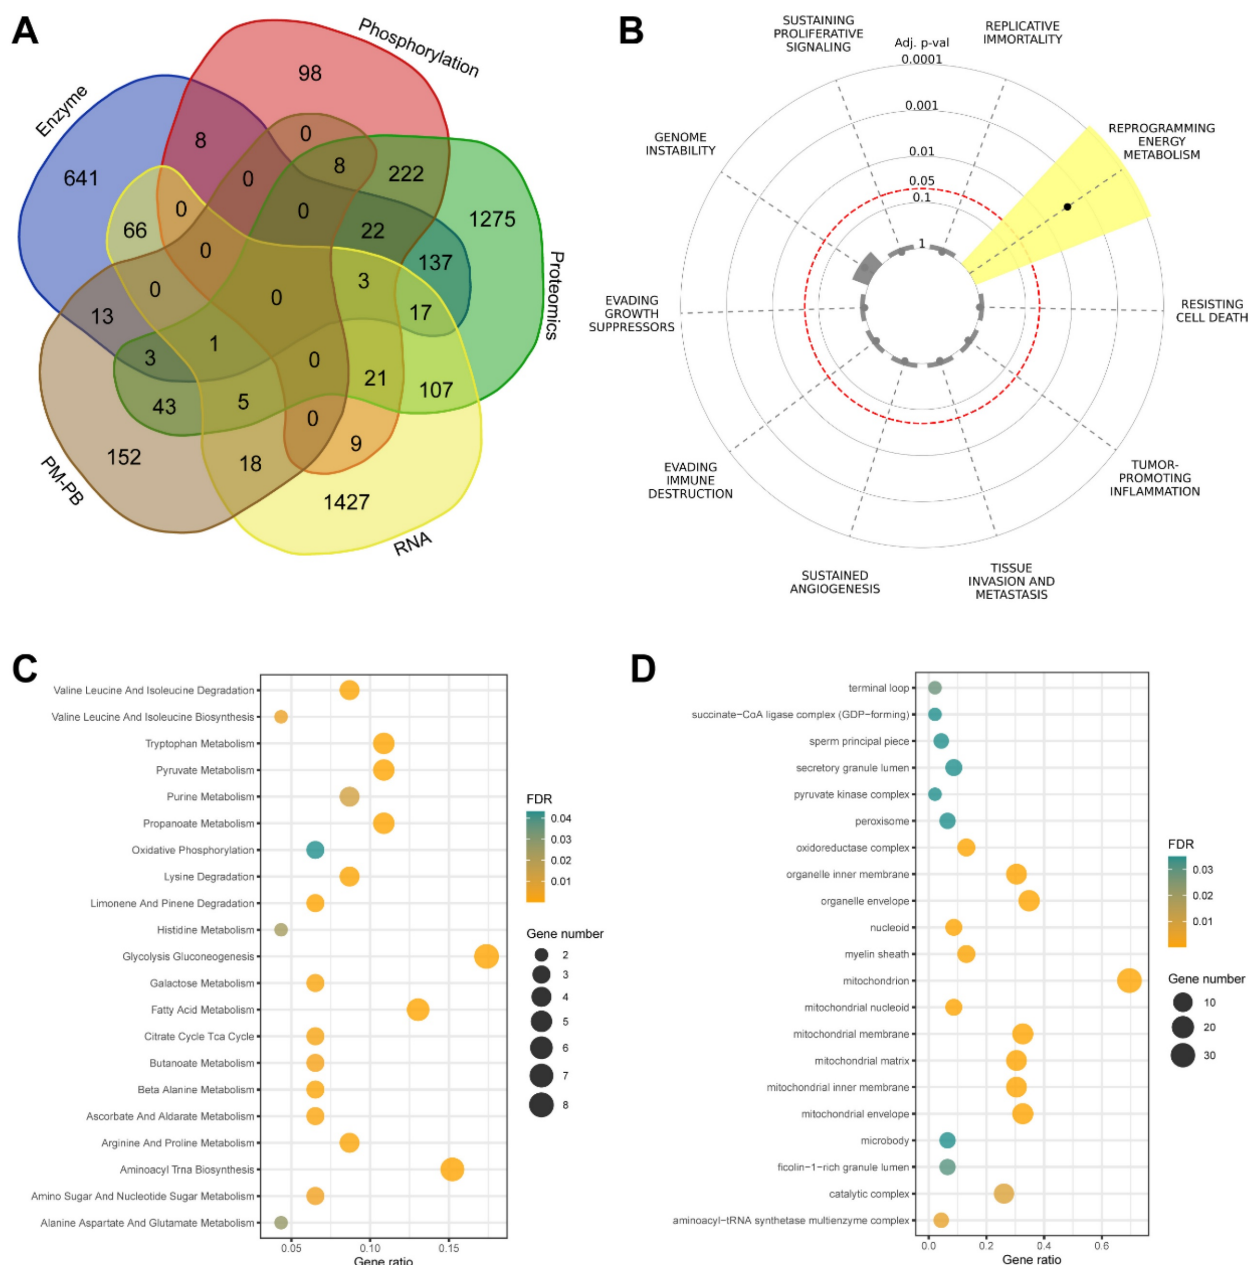 A
Phosphorylation
98
Enzyme
0
8
8
222
641
0
1275
0
0
22
66
137
0
Proteomics
3
0
0
17
13
1
3
0
21
107
5
43
0
9
152
18
PM-PB
1427
RNA
B
SUSTAINING
PROLIFERATIVE
SIGNALING
REPLICATIVE
IMMORTALITY
Adj. p-val
0.0001
0.001
0.01
0.05
0.1
1
GENOME
INSTABILITY
REPROGRAMMING
ENERGY
METABOLISM
EVADING
GROWTH
SUPPRESSORS
RESISTING
CELL DEATH
EVADING
IMMUNE
DESTRUCTION
TUMOR-
PROMOTING
INFLAMMATION
SUSTAINED
ANGIOGENESIS
TISSUE
INVASION AND
METASTASIS
C
Valine Leucine And Isoleucine Degradation
Valine Leucine And Isoleucine Biosynthesis
Tryptophan Metabolism
Pyruvate Metabolism
Purine Metabolism
Propanoate Metabolism
Oxidative Phosphorylation
Lysine Degradation
Limonene And Pinene Degradation
Histidine Metabolism
Glycolysis Gluconeogenesis
Galactose Metabolism
Fatty Acid Metabolism
Citrate Cycle Tca Cycle
Butanoate Metabolism
Beta Alanine Metabolism
Ascorbate And Aldarate Metabolism
Arginine And Proline Metabolism
Aminoacyl Trna Biosynthesis
Amino Sugar And Nucleotide Sugar Metabolism
Alanine Aspartate And Glutamate Metabolism
0.05 0.10 0.15
Gene ratio
FDR
0.04
0.03
0.02
0.01
Gene number
2
3
4
5
6
7
8
D
terminal loop
succinate-CoA ligase complex (GDP-forming)
sperm principal piece
secretory granule lumen
pyruvate kinase complex
peroxisome
oxidoreductase complex
organelle inner membrane
organelle envelope
nucleoid
myelin sheath
mitochondrion
mitochondrial nucleoid
mitochondrial membrane
mitochondrial matrix
mitochondrial inner membrane
mitochondrial envelope
microbody
ficolin-1-rich granule lumen
catalytic complex
aminoacyl-tRNA synthetase multienzyme complex
0.0 0.2 0.4 0.6
Gene ratio
FDR
0.03
0.02
0.01
Gene number
10
20
30